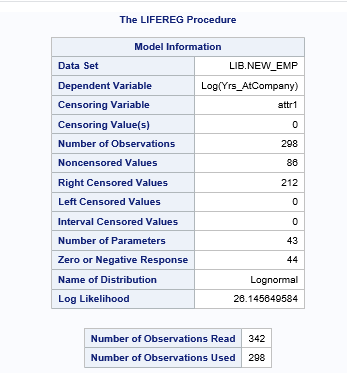 The LIFEREG Procedure
Model Information
Data Set LIB.NEW_EMP
Dependent Variable Log(Yrs_AtCompany)
Censoring Variable attr1
Censoring Value(s) 0
Number of Observations 298
Noncensored Values 86
Right Censored Values 212
Left Censored Values 0
Interval Censored Values 0
Number of Parameters 43
Zero or Negative Response 44
Name of Distribution Lognormal
Log Likelihood 26.145649584
Number of Observations Read 342
Number of Observations Used 298